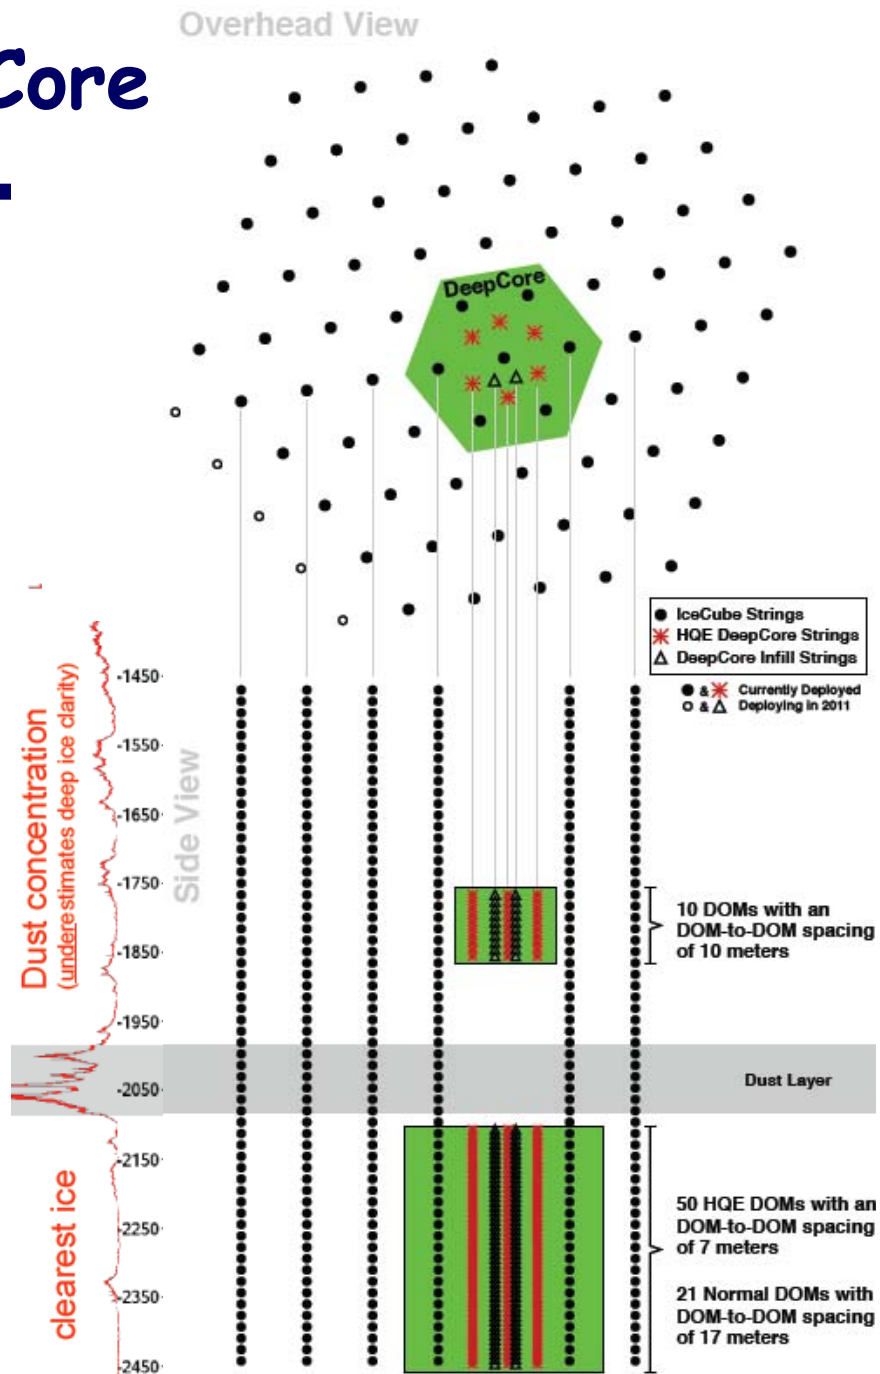 Overhead View
Core
DeepCore
IceCube Strings
HQE DeepCore Strings
DeepCore Infill Strings
& Currently Deployed
& Deploying in 2011
Dust concentration
(underestimates deep ice clarity)
clearest ice
Side View
-1450
-1550
-1650
-1750
-1850
-1950
-2050
-2150
-2250
-2350
-2450
10 DOMs with an
DOM-to-DOM spacing
of 10 meters
Dust Layer
50 HQE DOMs with an
DOM-to-DOM spacing
of 7 meters
21 Normal DOMs with
DOM-to-DOM spacing
of 17 meters